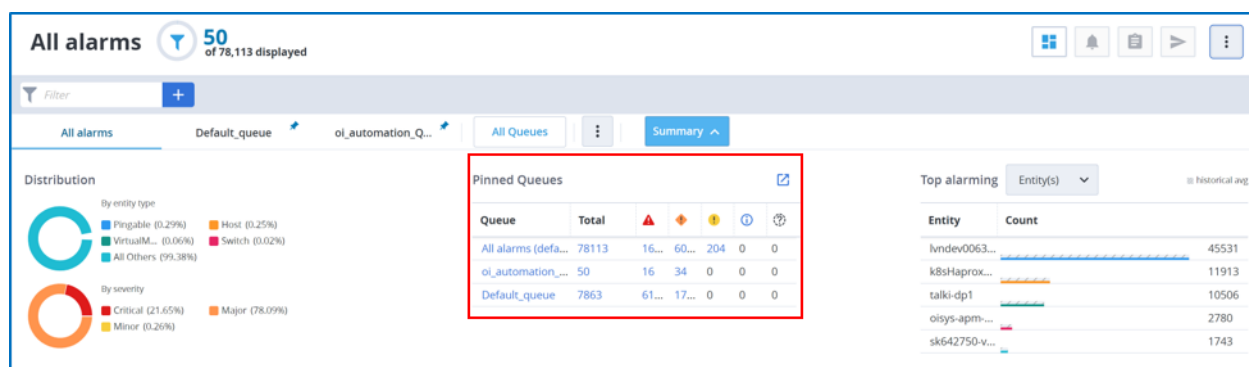 All alarms
50
of 78,113 displayed
Filter
+
All alarms Default_queue oi_automation_Q... All Queues Summary
Distribution
By entity type
Pingable (0.29%) Host (0.25%)
VirtualM... (0.06%) Switch (0.02%)
All Others (99.38%)
By severity
Critical (21.65%) Major (78.09%)
Minor (0.26%)
Pinned Queues
Queue Total
All alarms (defa... 78113 16... 60... 204 0 0
oi_automation_... 50 16 34 0 0 0
Default_queue 7863 61... 17... 0 0 0
Top alarming Entity(s) historical avg
Entity Count
lvndev0063... 45531
k8sHaprox... 11913
talki-dp1 10506
oisys-apm-... 2780
sk642750-v... 1743